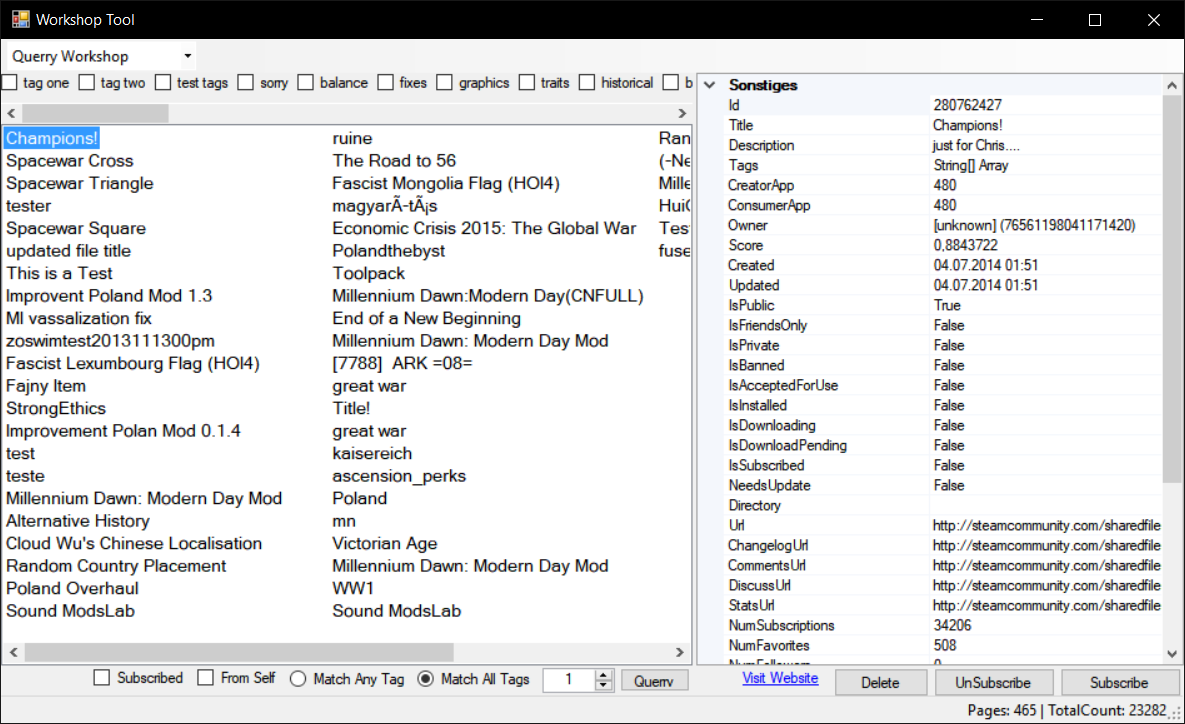 Workshop Tool
Querry Workshop
tag one tag two test tags sorry balance fixes graphics traits historical b
Champions! ruine Ran
Spacewar Cross The Road to 56 (-Ne
Spacewar Triangle Fascist Mongolia Flag (HOI4) Mille
tester magyarÃ-tÃ¡s HuiC
Spacewar Square Economic Crisis 2015: The Global War Tes
updated file title Polandthebyst fuse
This is a Test Toolpack
Improvent Poland Mod 1.3 Millennium Dawn:Modern Day(CNFULL)
MI vassalization fix End of a New Beginning
zoswimtest2013111300pm Millennium Dawn: Modern Day Mod
Fascist Lexumbourg Flag (HOI4) [7788] ARK =08=
Fajny Item great war
StrongEthics Title!
Improvement Polan Mod 0.1.4 great war
test kaisereich
teste ascension_perks
Millennium Dawn: Modern Day Mod Poland
Alternative History mn
Cloud Wu's Chinese Localisation Victorian Age
Random Country Placement Millennium Dawn: Modern Day Mod
Poland Overhaul WW1
Sound ModsLab Sound ModsLab
Subscribed From Self Match Any Tag Match All Tags 1 Querry
Sonstiges
Id 280762427
Title Champions!
Description just for Chris....
Tags String[] Array
CreatorApp 480
ConsumerApp 480
Owner [unknown] (76561198041171420)
Score 0,8843722
Created 04.07.2014 01:51
Updated 04.07.2014 01:51
IsPublic True
IsFriendsOnly False
IsPrivate False
IsBanned False
IsAcceptedForUse False
IsInstalled False
IsDownloading False
IsDownloadPending False
IsSubscribed False
NeedsUpdate False
Directory
Url http://steamcommunity.com/sharedfile
ChangelogUrl http://steamcommunity.com/sharedfile
CommentsUrl http://steamcommunity.com/sharedfile
DiscussUrl http://steamcommunity.com/sharedfile
StatsUrl http://steamcommunity.com/sharedfile
NumSubscriptions 34206
NumFavorites 508
NumFollowers 0
Visit Website Delete UnSubscribe Subscribe
Pages: 465 | TotalCount: 23282